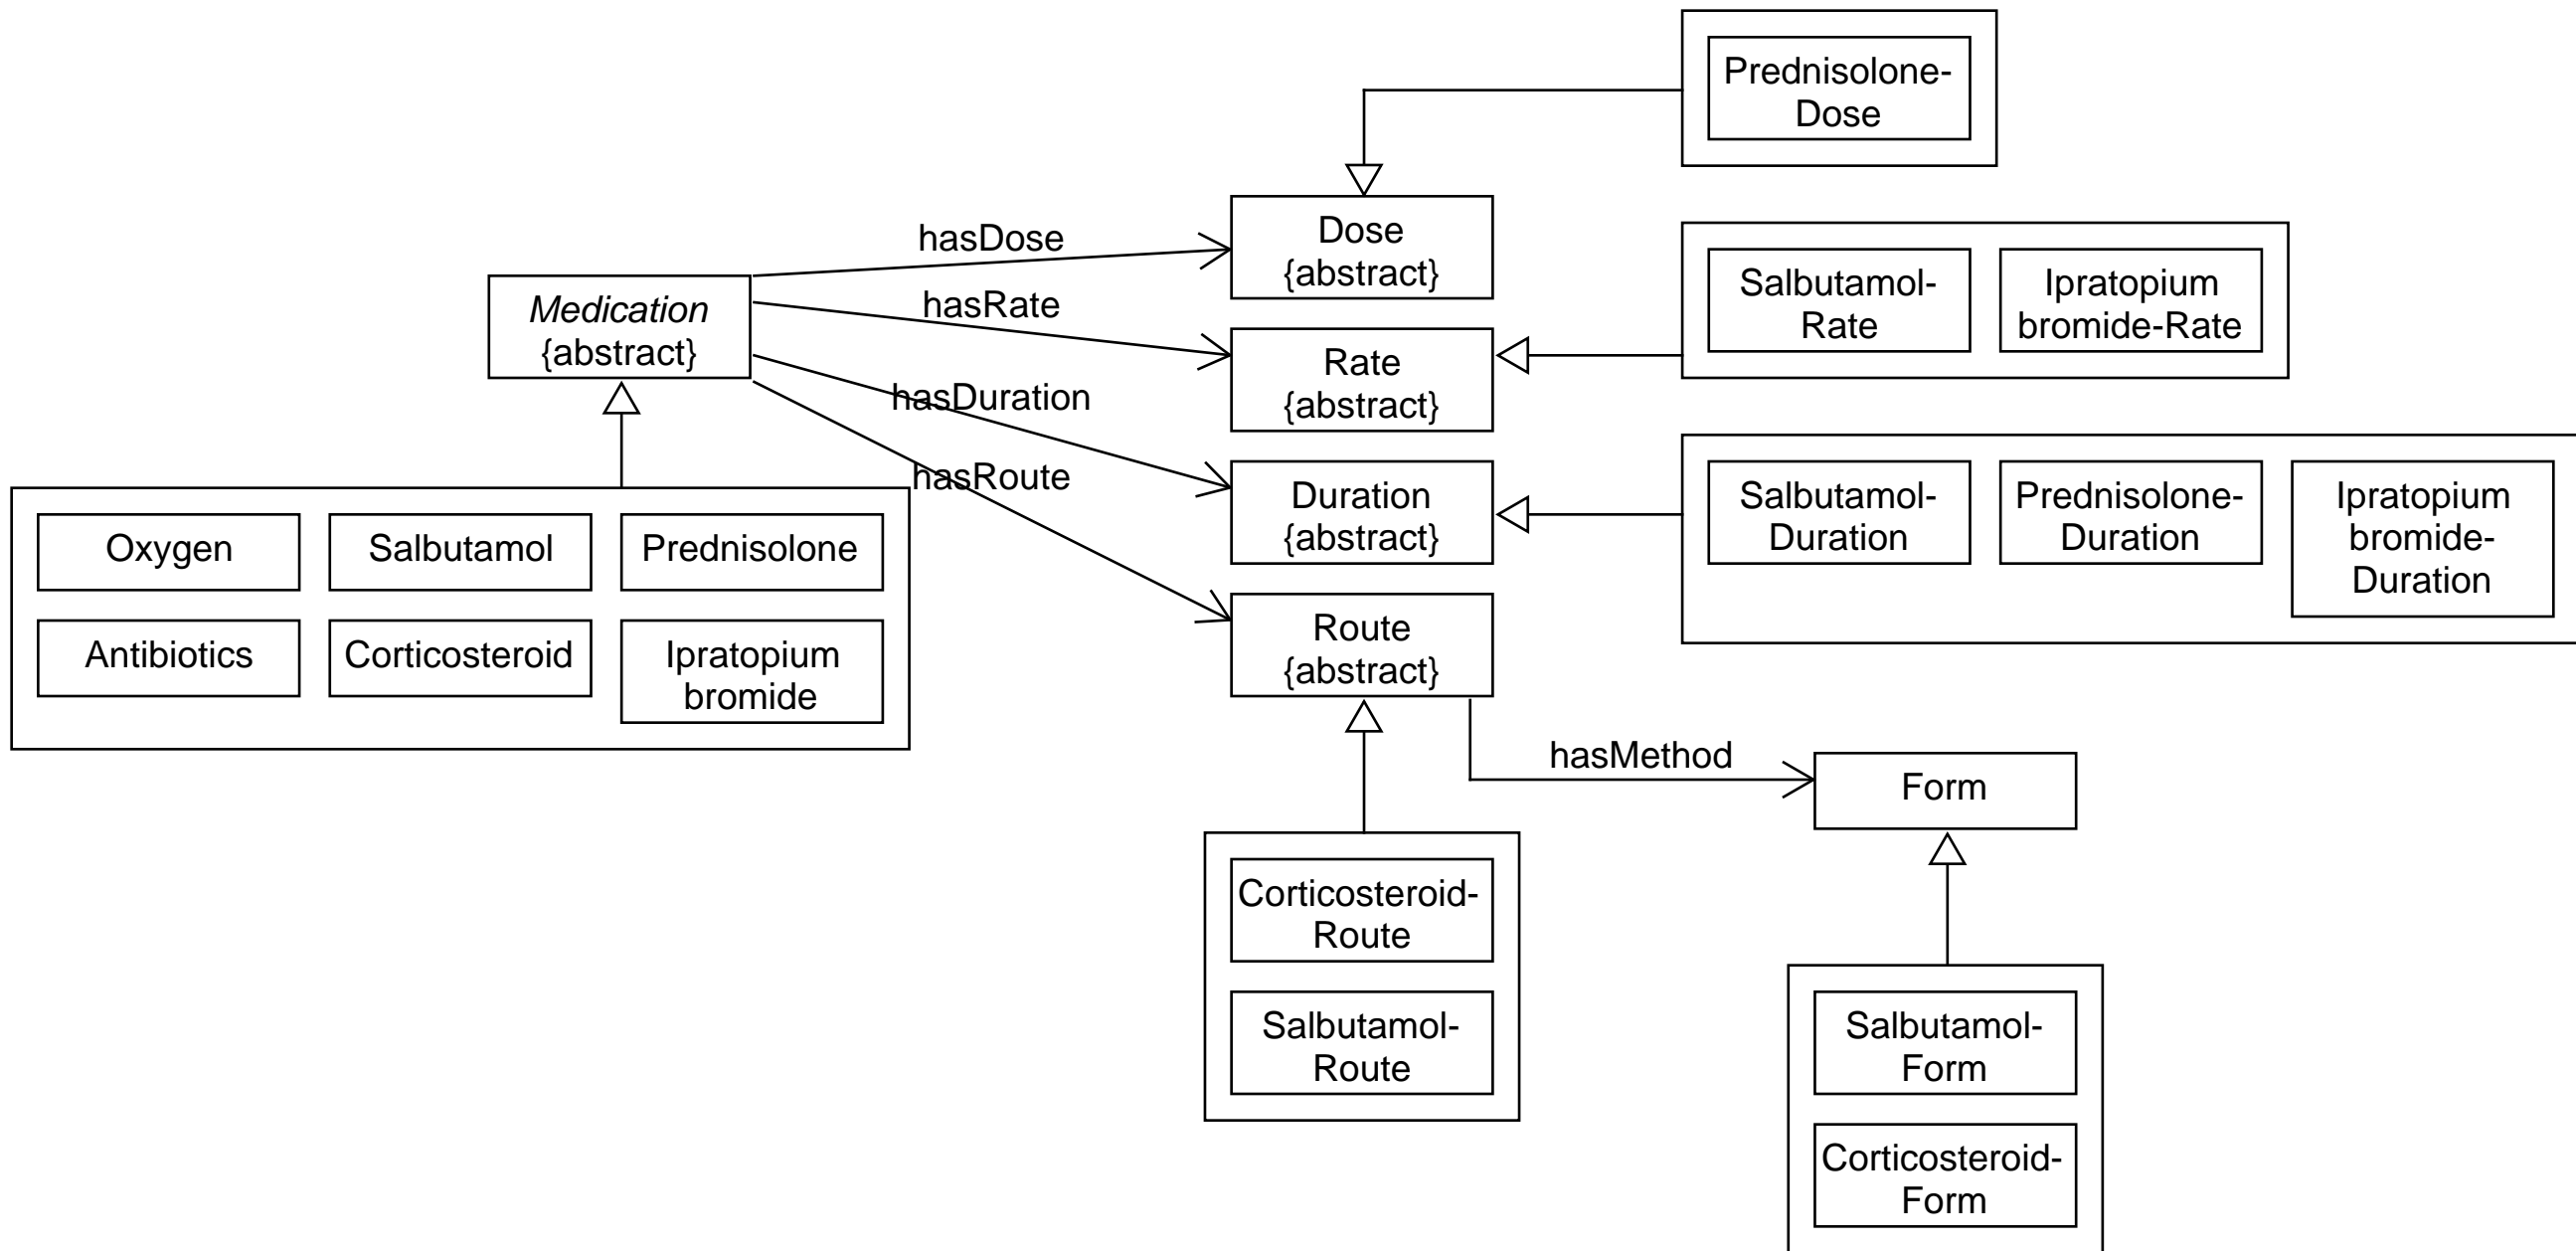 Prednisolone-
Dose
hasDose
Dose
{abstract}
Medication
{abstract}
hasRate
Rate
{abstract}
Salbutamol-
Rate
Ipratopium
bromide-Rate
hasDuration
Duration
{abstract}
Salbutamol-
Duration
Prednisolone-
Duration
Ipratopium
bromide-
Duration
hasRoute
Route
{abstract}
Oxygen
Salbutamol
Prednisolone
Antibiotics
Corticosteroid
Ipratopium
bromide
hasMethod
Form
Corticosteroid-
Route
Salbutamol-
Route
Salbutamol-
Form
Corticosteroid-
Form